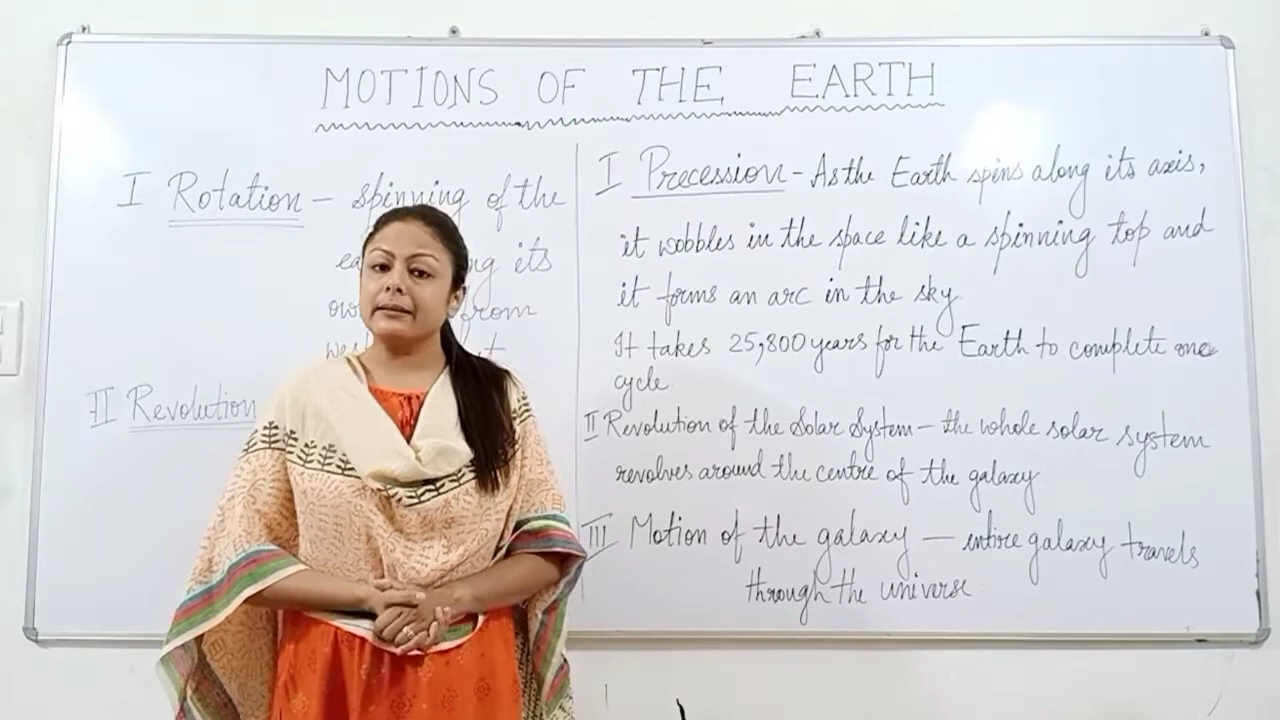 MOTIONS OF THE EARTH
I Rotation - spinning of the
its
from
II Revolution
I Precession - As the Earth spins along its axis,
it wobbles in the space like a spinning top and
it forms an arc in the sky.
It takes 25,800 years for the Earth to complete one
cycle.
II Revolution of the Solar System - the whole solar system
revolves around the centre of the galaxy
III Motion of the galaxy - entire galaxy travels
through the universe